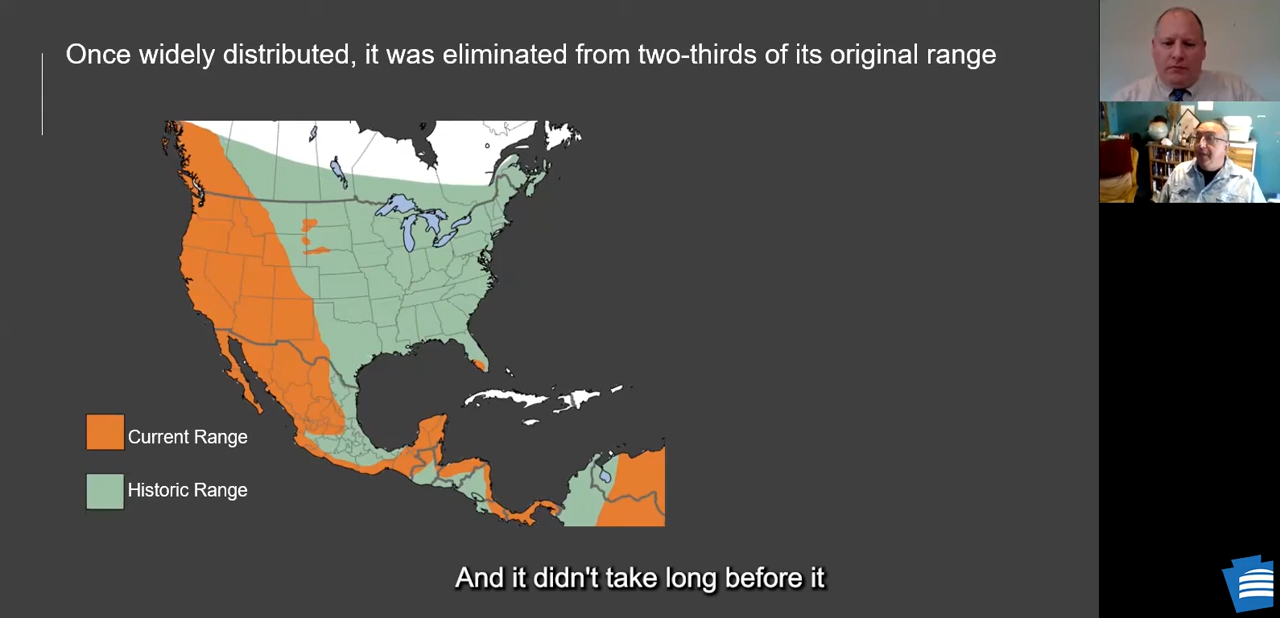 Once widely distributed, it was eliminated from two-thirds of its original range
Current Range
Historic Range
And it didn't take long before it